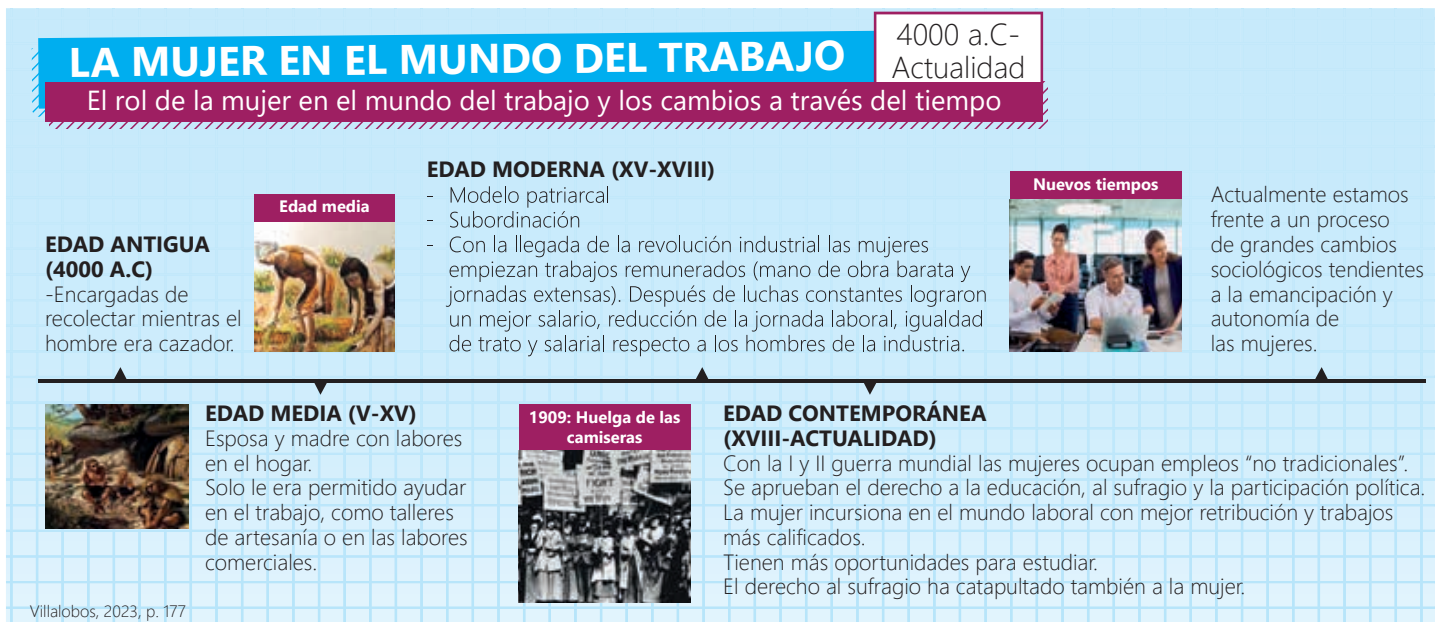 LA MUJER EN EL MUNDO DEL TRABAJO
4000 a.C-
Actualidad
El rol de la mujer en el mundo del trabajo y los cambios a través del tiempo
EDAD ANTIGUA
(4000 A.C)
-Encargadas de
recolectar mientras el
hombre era cazador.
Edad media
EDAD MODERNA (XV-XVIII)
- Modelo patriarcal
- Subordinación
- Con la llegada de la revolución industrial las mujeres
empiezan trabajos remunerados (mano de obra barata y
jornadas extensas). Después de luchas constantes lograron
un mejor salario, reducción de la jornada laboral, igualdad
de trato y salarial respecto a los hombres de la industria.
Nuevos tiempos
Actualmente estamos
frente a un proceso
de grandes cambios
sociológicos tendientes
a la emancipación y
autonomía de
las mujeres.
EDAD MEDIA (V-XV)
Esposa y madre con labores
en el hogar.
Solo le era permitido ayudar
en el trabajo, como talleres
de artesanía o en las labores
comerciales.
1909: Huelga de las
camiseras
FIGHT
EDAD CONTEMPORÁNEA
(XVIII-ACTUALIDAD)
Con la I y II guerra mundial las mujeres ocupan empleos “no tradicionales”.
Se aprueban el derecho a la educación, al sufragio y la participación política.
La mujer incursiona en el mundo laboral con mejor retribución y trabajos
más calificados.
Tienen más oportunidades para estudiar.
El derecho al sufragio ha catapultado también a la mujer.
Villalobos, 2023, p. 177